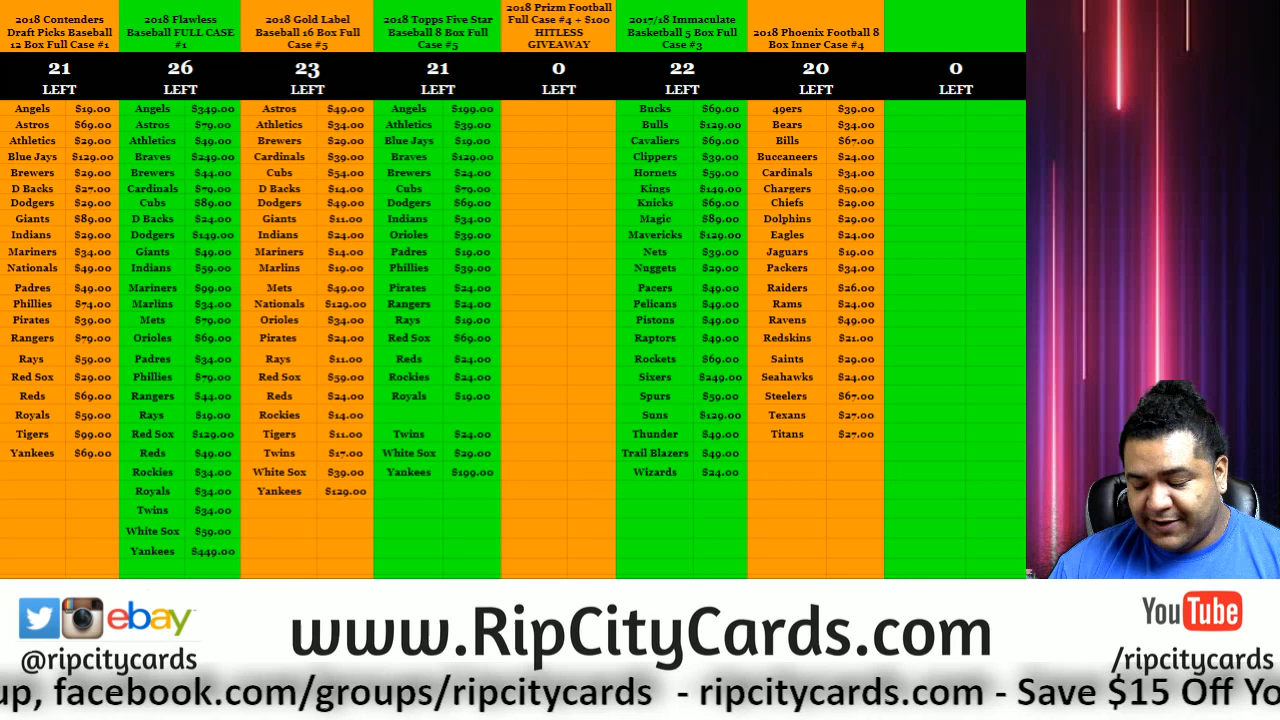 2018 Contenders
Draft Picks Baseball
12 Box Full Case #1
21
LEFT
Angels $19.00
Astros $69.00
Athletics $29.00
Blue Jays $129.00
Brewers $29.00
D Backs $27.00
Dodgers $29.00
Giants $89.00
Indians $29.00
Mariners $34.00
Nationals $49.00
Padres $49.00
Phillies $74.00
Pirates $39.00
Rangers $79.00
Rays $59.00
Red Sox $29.00
Reds $69.00
Royals $59.00
Tigers $99.00
Yankees $69.00
2018 Flawless
Baseball FULL CASE
#1
26
LEFT
Angels $349.00
Astros $79.00
Athletics $49.00
Braves $249.00
Brewers $44.00
Cardinals $79.00
Cubs $89.00
D Backs $24.00
Dodgers $149.00
Giants $49.00
Indians $59.00
Mariners $99.00
Marlins $34.00
Mets $79.00
Orioles $69.00
Padres $34.00
Phillies $79.00
Rangers $44.00
Rays $19.00
Red Sox $129.00
Reds $49.00
Rockies $34.00
Royals $34.00
Twins $34.00
White Sox $59.00
Yankees $449.00
2018 Gold Label
Baseball 16 Box Full
Case #5
23
LEFT
Astros $49.00
Athletics $34.00
Brewers $29.00
Cardinals $39.00
Cubs $54.00
D Backs $14.00
Dodgers $49.00
Giants $11.00
Indians $24.00
Mariners $14.00
Marlins $19.00
Mets $49.00
Nationals $129.00
Orioles $34.00
Pirates $24.00
Rays $11.00
Red Sox $59.00
Reds $24.00
Rockies $14.00
Tigers $11.00
Twins $17.00
White Sox $39.00
Yankees $129.00
2018 Topps Five Star
Baseball 8 Box Full
Case #5
21
LEFT
Angels $199.00
Athletics $39.00
Blue Jays $19.00
Braves $129.00
Brewers $24.00
Cubs $79.00
Dodgers $69.00
Indians $34.00
Orioles $39.00
Padres $19.00
Phillies $39.00
Pirates $24.00
Rangers $24.00
Rays $19.00
Red Sox $69.00
Reds $24.00
Rockies $24.00
Royals $19.00
Twins $24.00
White Sox $29.00
Yankees $199.00
2018 Prizm Football
Full Case #4 + $100
HITLESS
GIVEAWAY
0
LEFT
2017/18 Immaculate
Basketball 5 Box Full
Case #3
22
LEFT
Bucks $69.00
Bulls $129.00
Cavaliers $69.00
Clippers $39.00
Hornets $59.00
Kings $149.00
Knicks $69.00
Magic $89.00
Mavericks $129.00
Nets $39.00
Nuggets $29.00
Pacers $49.00
Pelicans $49.00
Pistons $49.00
Raptors $49.00
Rockets $69.00
Sixers $249.00
Spurs $59.00
Suns $129.00
Thunder $49.00
Trail Blazers $49.00
Wizards $24.00
2018 Phoenix Football 8
Box Inner Case #4
20
LEFT
49ers $39.00
Bears $34.00
Bills $67.00
Buccaneers $24.00
Cardinals $34.00
Chargers $59.00
Chiefs $29.00
Dolphins $29.00
Eagles $24.00
Jaguars $19.00
Packers $34.00
Raiders $26.00
Rams $24.00
Ravens $49.00
Redskins $21.00
Saints $29.00
Seahawks $24.00
Steelers $67.00
Texans $27.00
Titans $27.00
0
LEFT
ebay
@ripcitycards
www.RipCityCards.com
YouTube
/ripcitycards
up, facebook.com/groups/ripcitycards - ripcitycards.com - Save $15 Off Yo